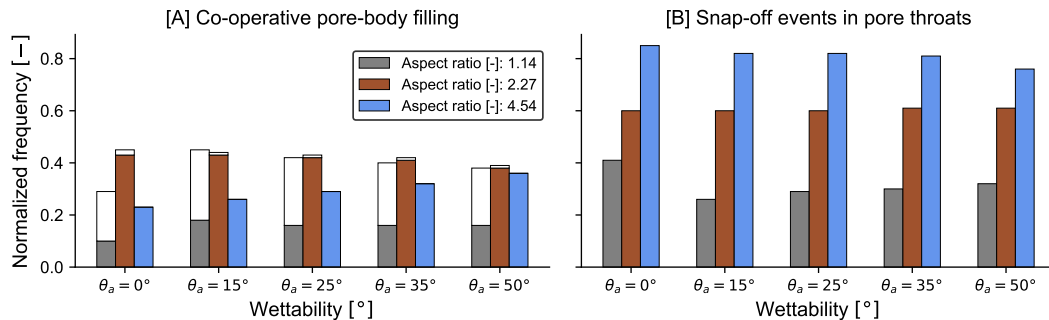 [A] Co-operative pore-body filling
[B] Snap-off events in pore throats
Normalized frequency [−]
0.8
0.6
0.4
0.2
0.0
Aspect ratio [-]: 1.14
Aspect ratio [-]: 2.27
Aspect ratio [-]: 4.54
θa = 0°
θa = 15°
θa = 25°
θa = 35°
θa = 50°
Wettability [°]
θa = 0°
θa = 15°
θa = 25°
θa = 35°
θa = 50°
Wettability [°]